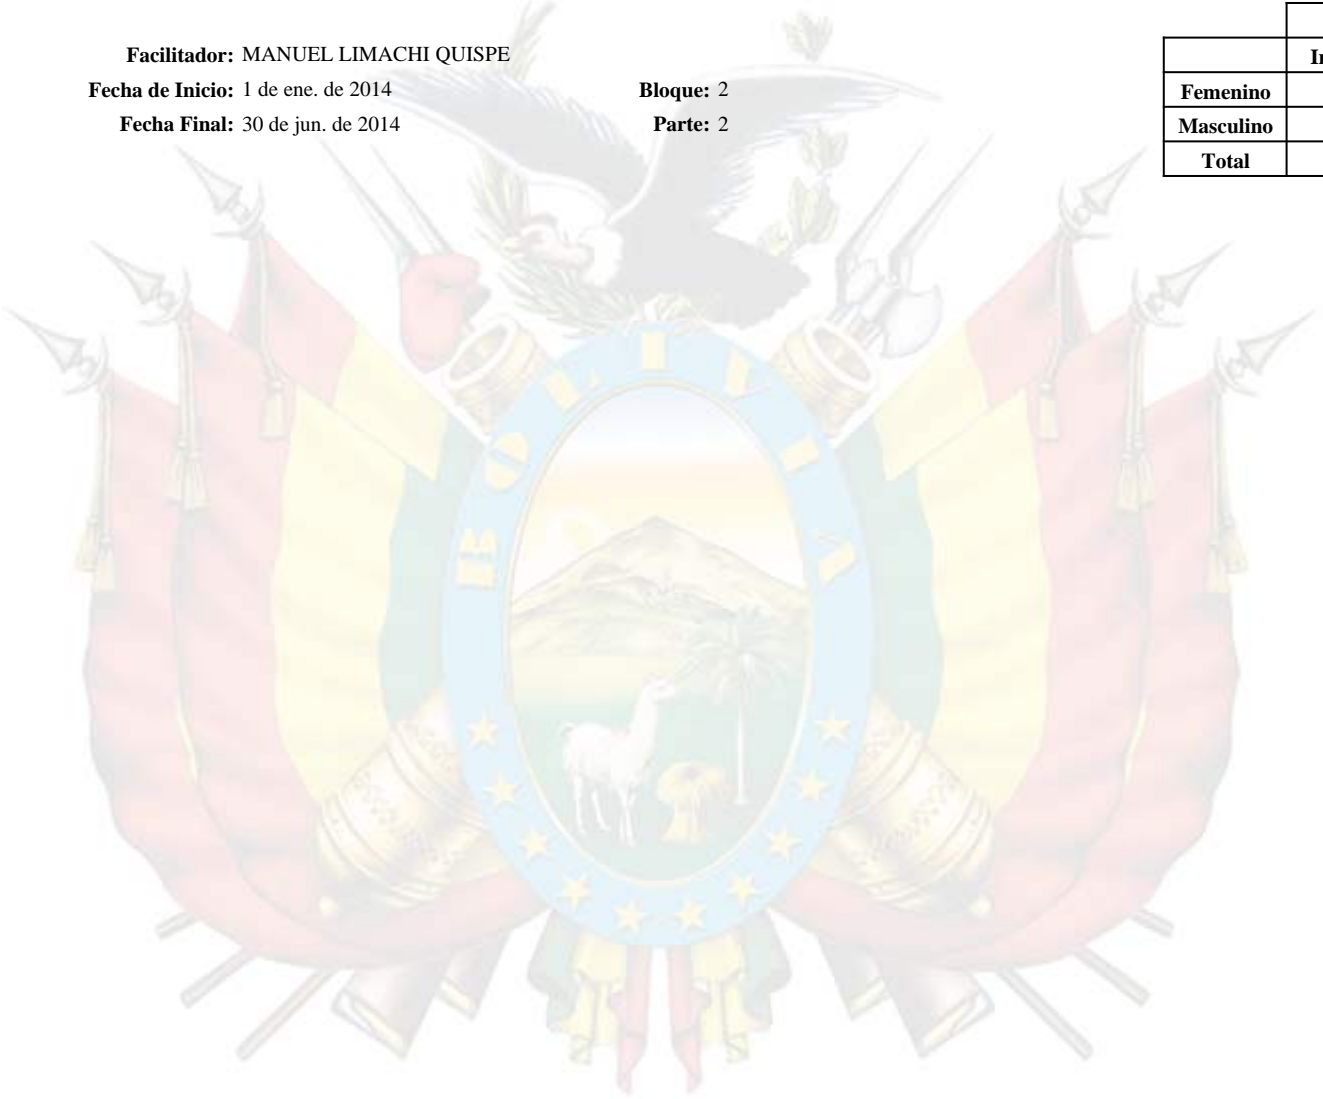 Facilitador: MANUEL LIMACHI QUISPE
Fecha de Inicio: 1 de ene. de 2014 Bloque: 2
Fecha Final: 30 de jun. de 2014 Parte: 2
Femenino
Masculino
Total
BOLIVIA